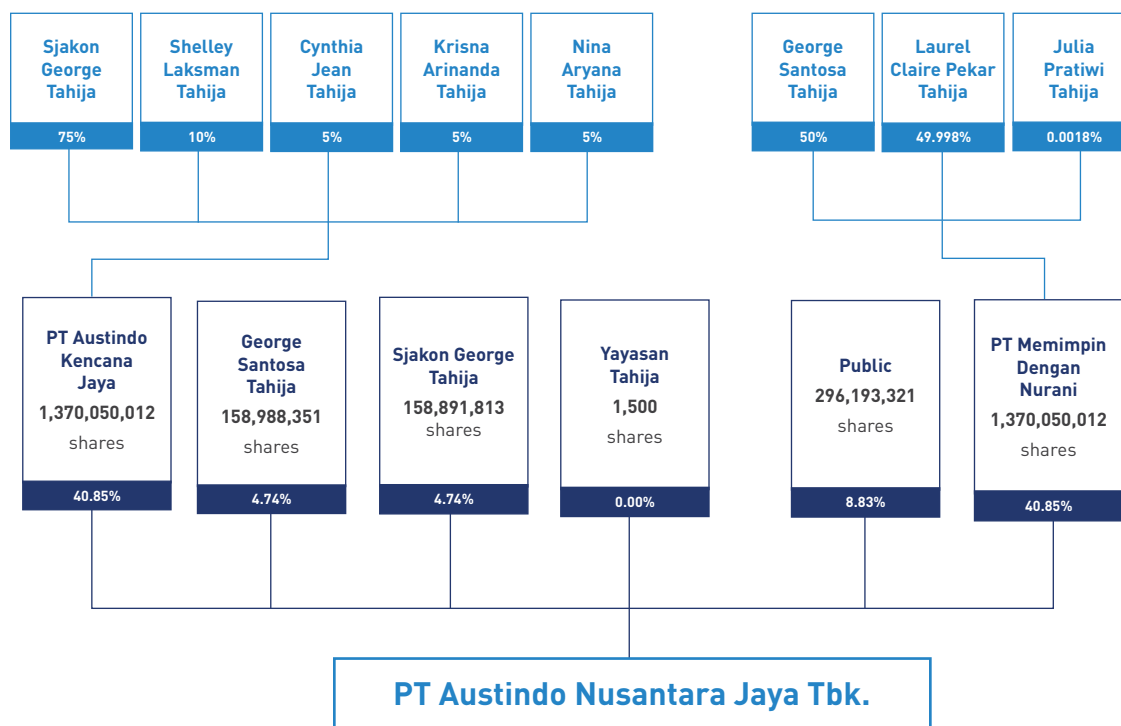 Sjakon
George
Tahija
75%
Shelley
Laksman
Tahija
10%
Cynthia
Jean
Tahija
5%
Krisna
Arinanda
Tahija
5%
Nina
Aryana
Tahija
5%
George
Santosa
Tahija
50%
Laurel
Claire Pekar
Tahija
49.998%
Julia
Pratiwi
Tahija
0.0018%
PT Austindo
Kencana
Jaya
1,370,050,012
shares
40.85%
George
Santosa
Tahija
158,988,351
shares
4.74%
Sjakon George
Tahija
158,891,813
shares
4.74%
Yayasan
Tahija
1,500
shares
0.00%
Public
296,193,321
shares
8.83%
PT Memimpin
Dengan
Nurani
1,370,050,012
shares
40.85%
PT Austindo Nusantara Jaya Tbk.